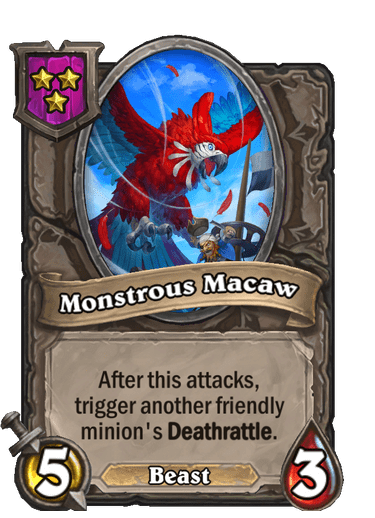 Monstrous Macaw
After this attacks,
trigger another friendly
minion's Deathrattle.
5
Beast
3